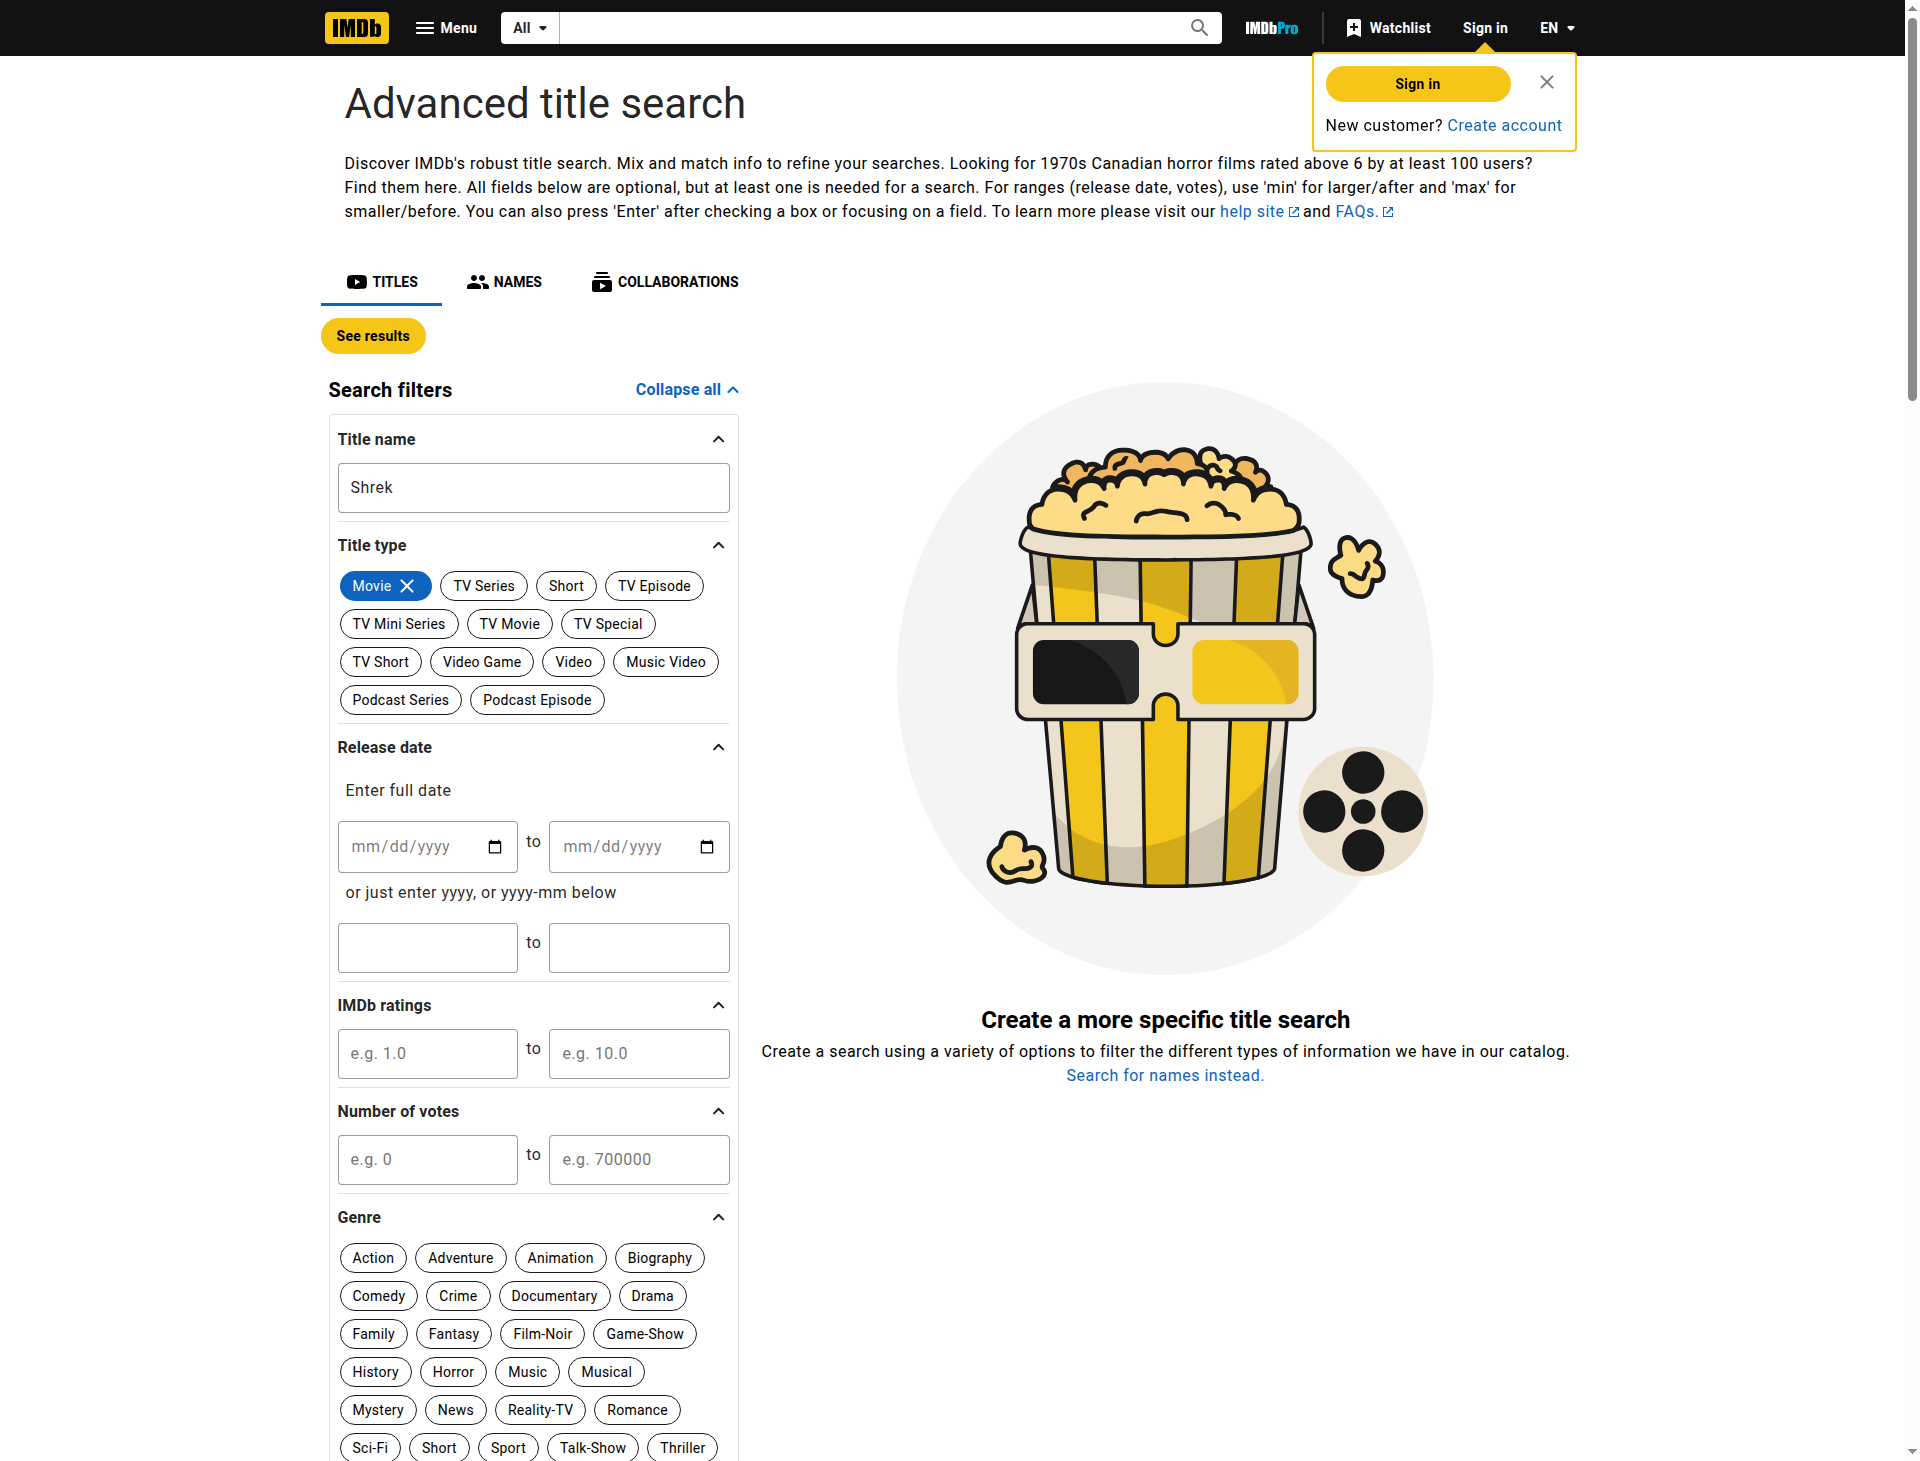 IMDb Menu All IMDbPro Watchlist Sign in EN
Sign in
New customer? Create account
Advanced title search
Discover IMDb's robust title search. Mix and match info to refine your searches. Looking for 1970s Canadian horror films rated above 6 by at least 100 users?
Find them here. All fields below are optional, but at least one is needed for a search. For ranges (release date, votes), use 'min' for larger/after and 'max' for
smaller/before. You can also press 'Enter' after checking a box or focusing on a field. To learn more please visit our help site and FAQs.
TITLES NAMES COLLABORATIONS
See results
Search filters Collapse all
Title name
Shrek
Title type
Movie TV Series Short TV Episode
TV Mini Series TV Movie TV Special
TV Short Video Game Video Music Video
Podcast Series Podcast Episode
Release date
Enter full date
mm/dd/yyyy to mm/dd/yyyy
or just enter yyyy, or yyyy-mm below
to
IMDb ratings
e.g. 1.0 to e.g. 10.0
Number of votes
e.g. 0 to e.g. 700000
Genre
Action Adventure Animation Biography
Comedy Crime Documentary Drama
Family Fantasy Film-Noir Game-Show
History Horror Music Musical
Mystery News Reality-TV Romance
Sci-Fi Short Sport Talk-Show Thriller
Create a more specific title search
Create a search using a variety of options to filter the different types of information we have in our catalog.
Search for names instead.